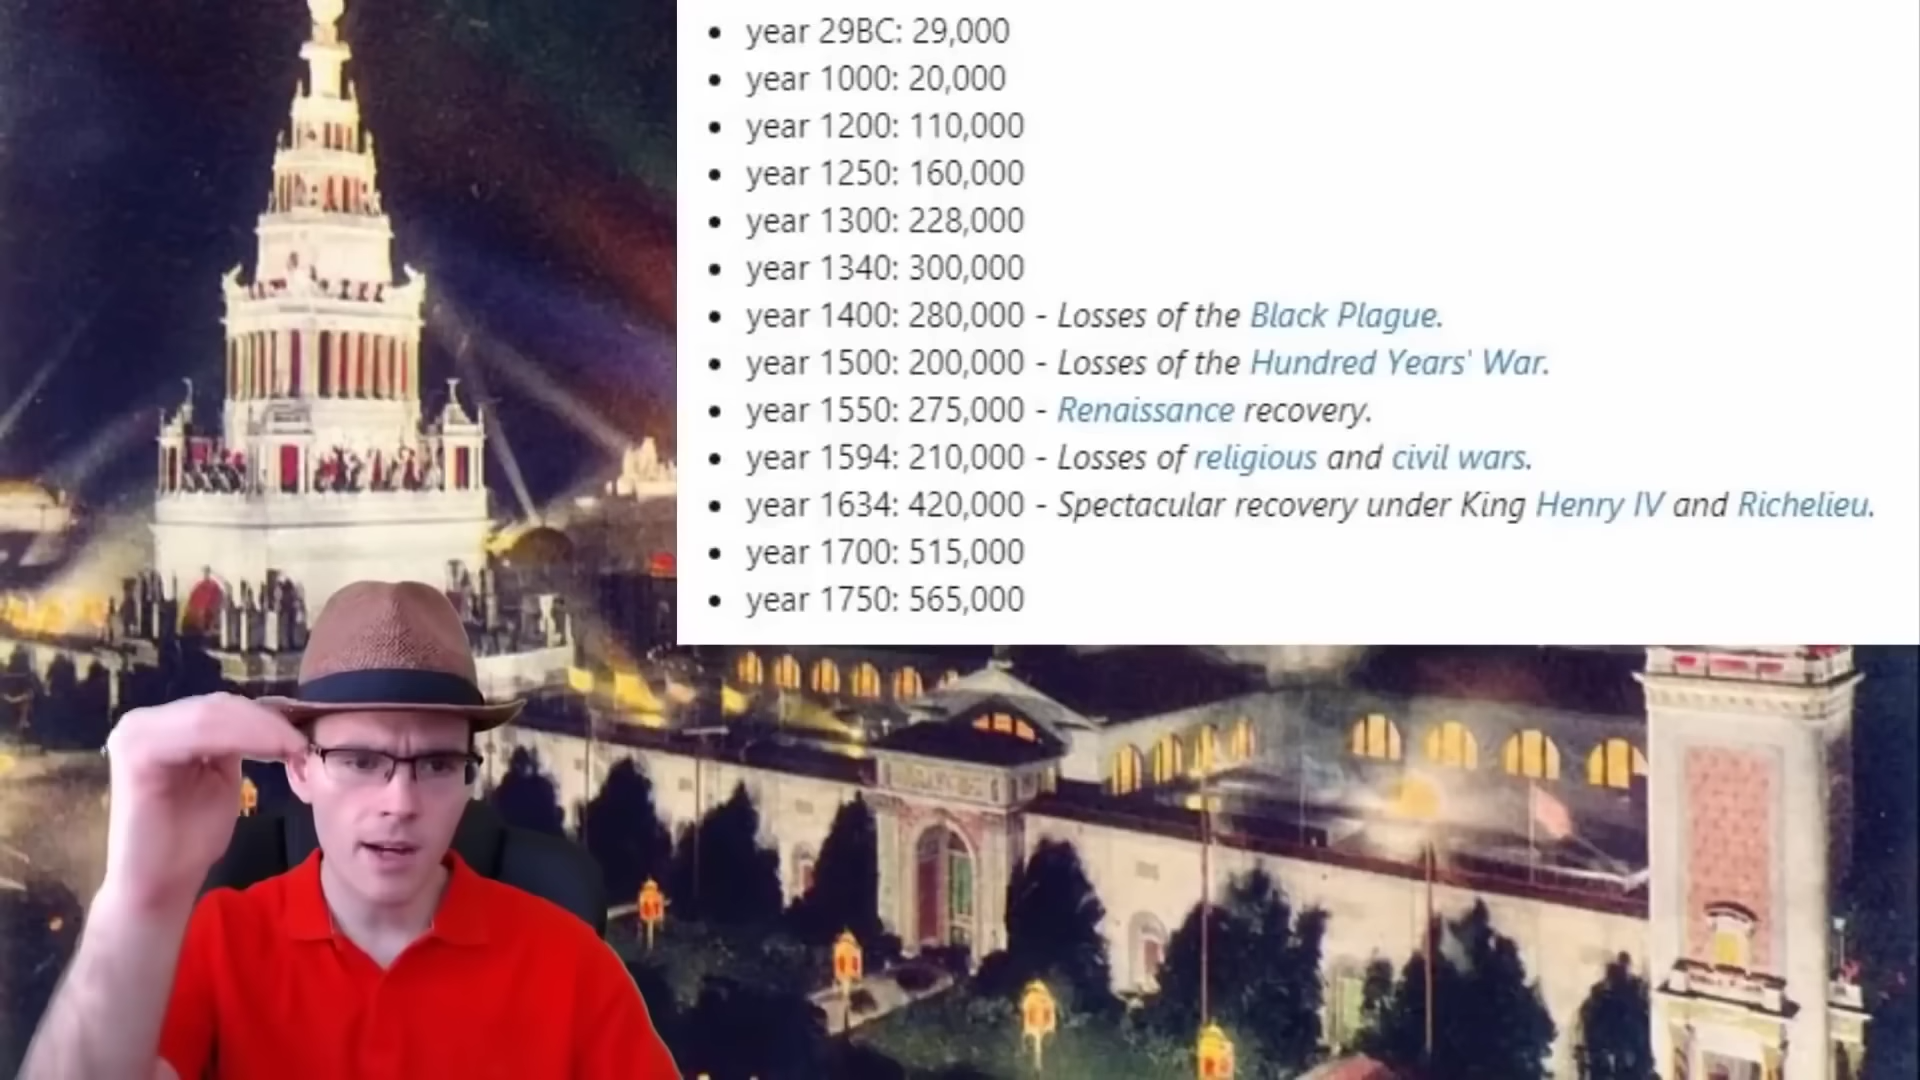 year 29BC: 29,000
year 1000: 20,000
year 1200: 110,000
year 1250: 160,000
year 1300: 228,000
year 1340: 300,000
year 1400: 280,000 - Losses of the Black Plague.
year 1500: 200,000 - Losses of the Hundred Years' War.
year 1550: 275,000 - Renaissance recovery.
year 1594: 210,000 - Losses of religious and civil wars.
year 1634: 420,000 - Spectacular recovery under King Henry IV and Richelieu.
year 1700: 515,000
year 1750: 565,000